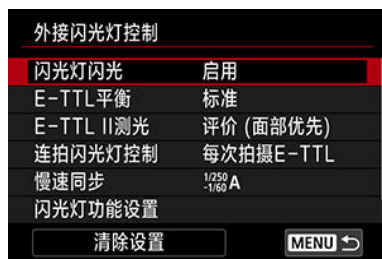 外接闪光灯控制
闪光灯闪光 启用
E-TTL平衡 标准
E-TTL II测光 评价 (面部优先)
连拍闪光灯控制 每次拍摄E-TTL
慢速同步 1/250-1/60 A
闪光灯功能设置
清除设置 MENU